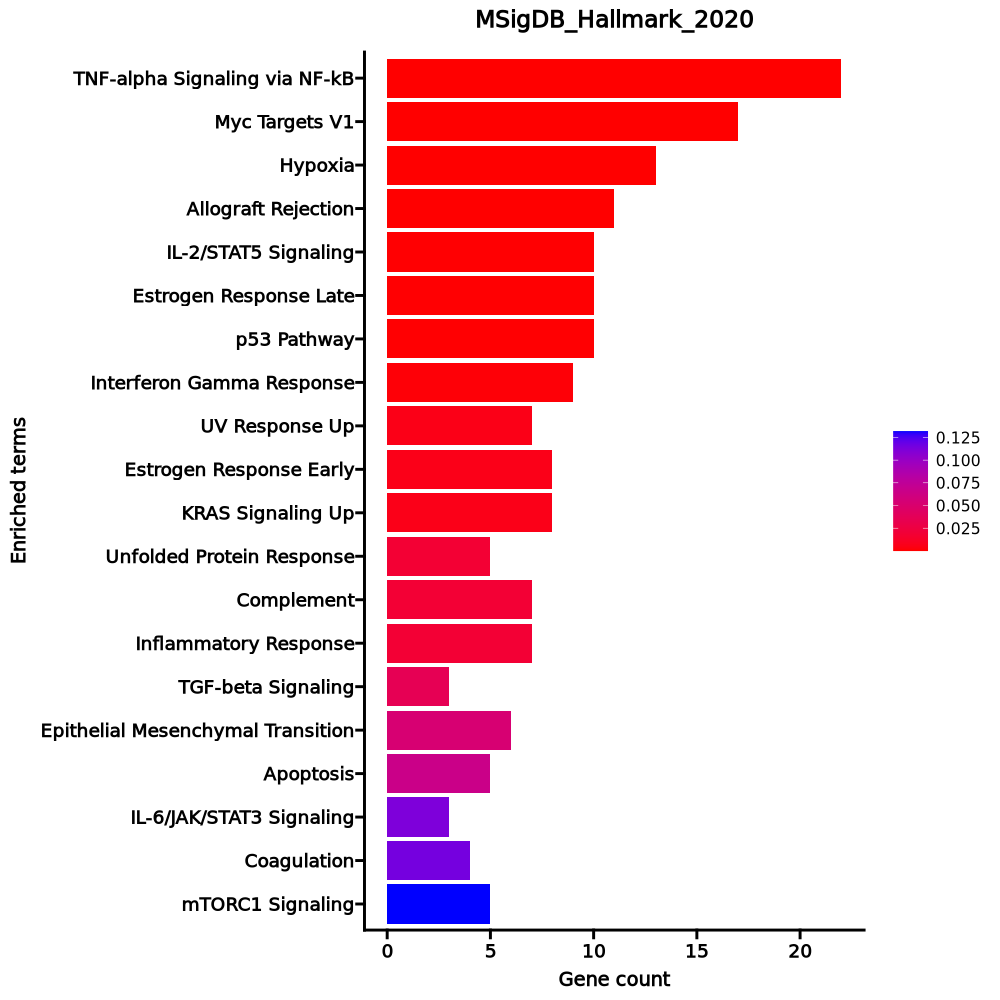 MSigDB_Hallmark_2020
TNF-alpha Signaling via NF-kB
Myc Targets V1
Hypoxia
Allograft Rejection
IL-2/STAT5 Signaling
Estrogen Response Late
p53 Pathway
Interferon Gamma Response
UV Response Up
Estrogen Response Early
KRAS Signaling Up
Unfolded Protein Response
Complement
Inflammatory Response
TGF-beta Signaling
Epithelial Mesenchymal Transition
Apoptosis
IL-6/JAK/STAT3 Signaling
Coagulation
mTORC1 Signaling
Enriched terms
0 5 10 15 20
Gene count
0.125
0.100
0.075
0.050
0.025